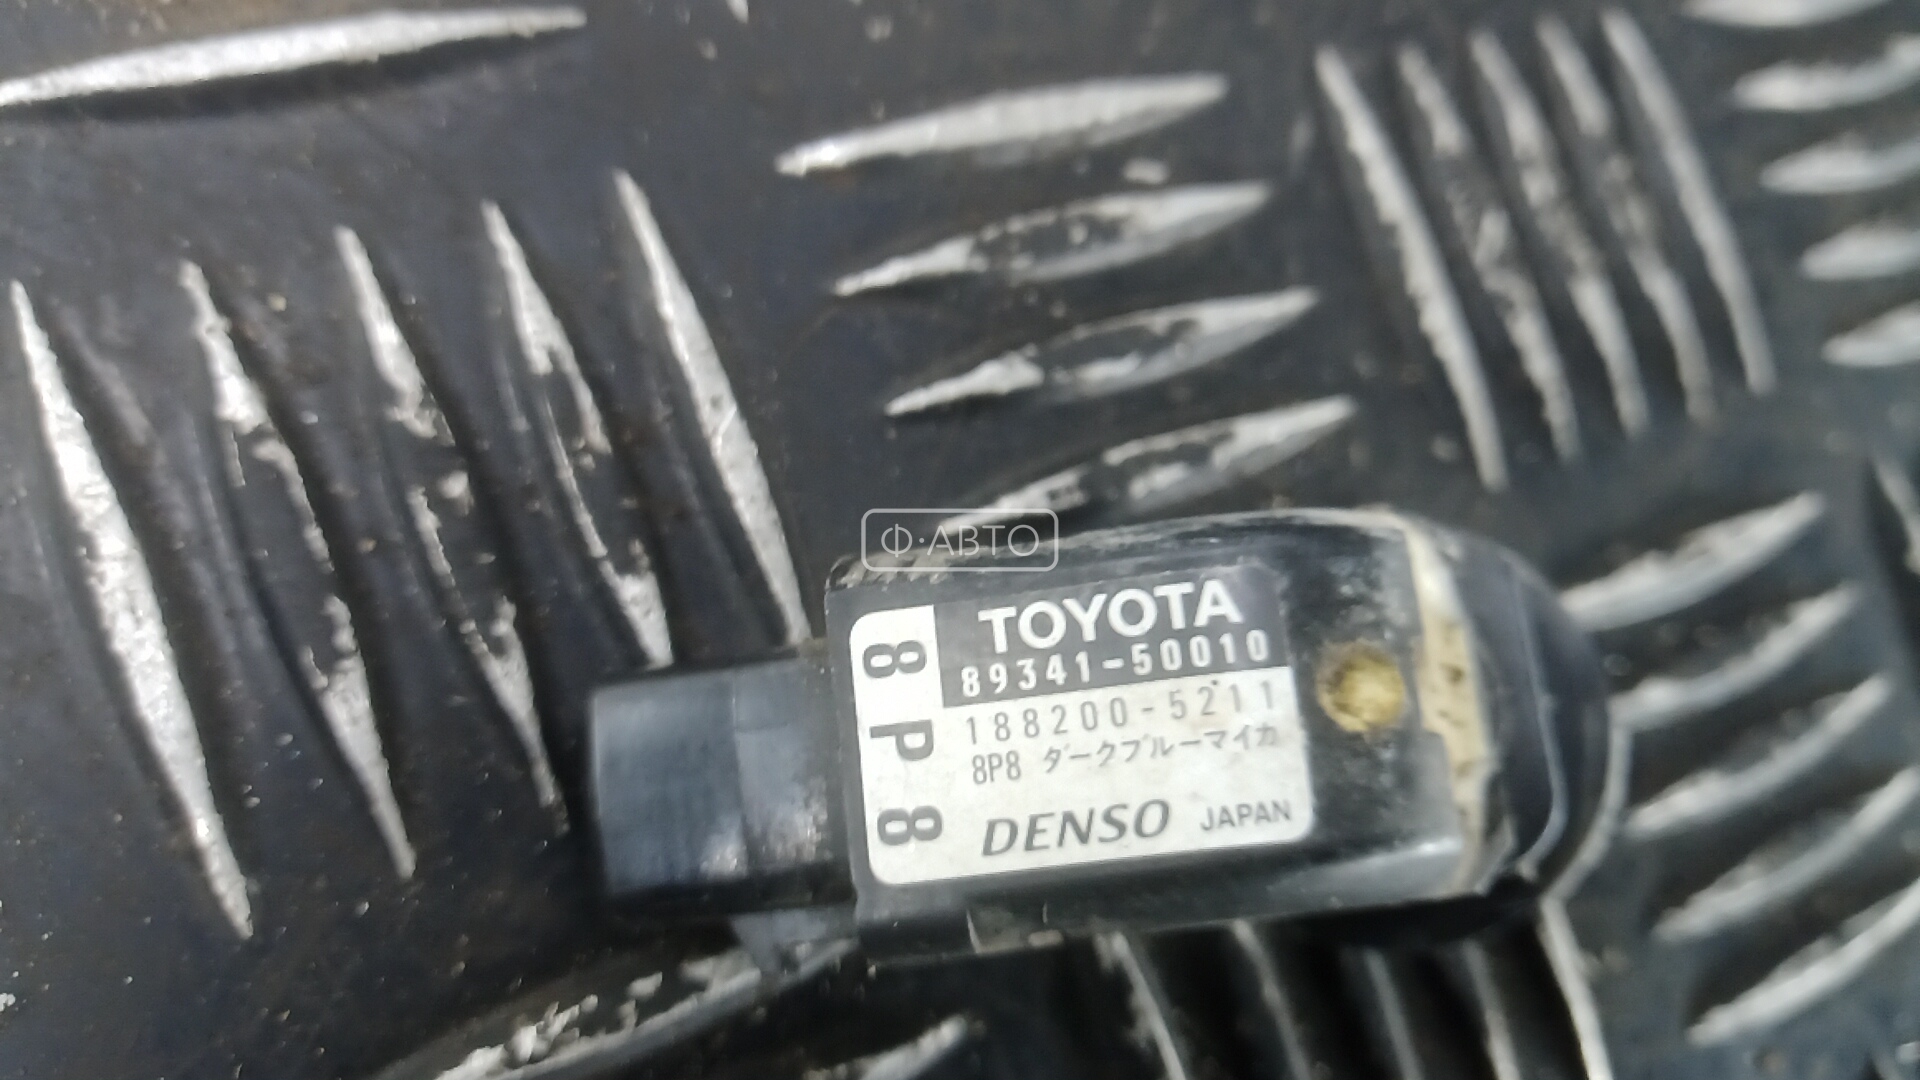 Ф·АВТО
TOYOTA
89341-50010
188200-5211
8P8 ダークブルーマイカ
DENSO JAPAN
8P8